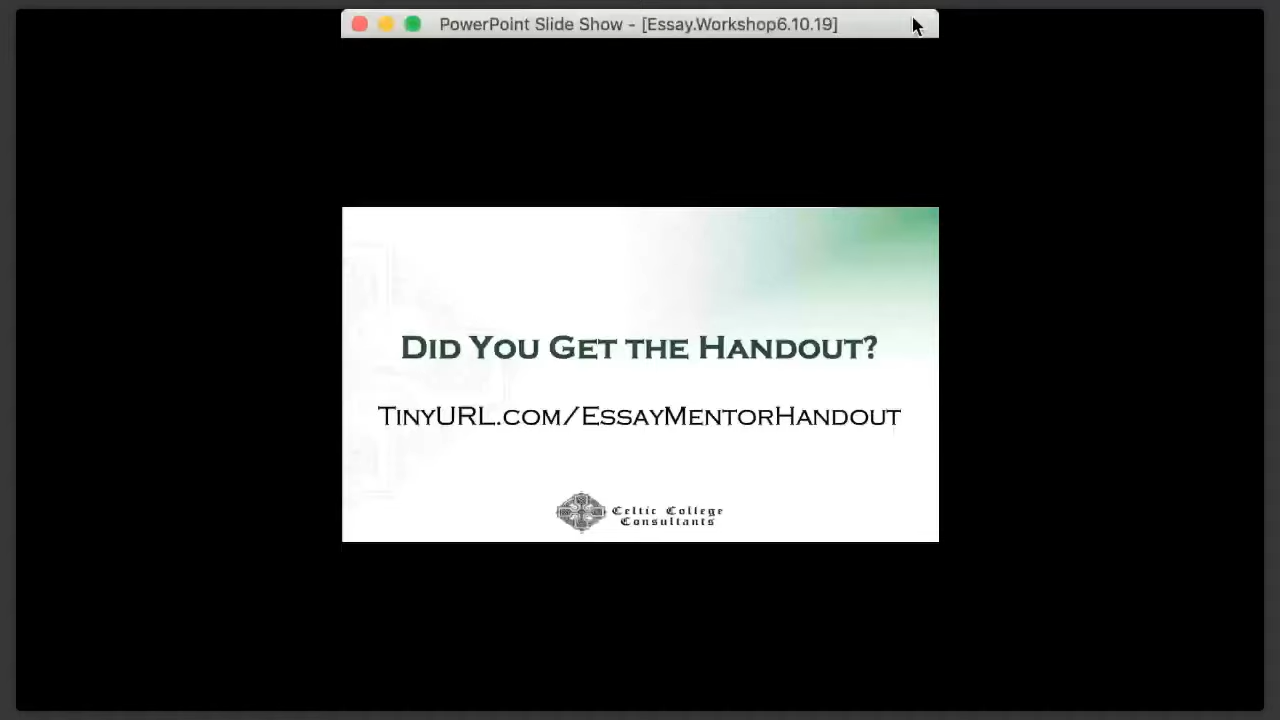 PowerPoint Slide Show - [Essay.Workshop6.10.19]
Did You Get the Handout?
TinyURL.com/EssayMentorHandout
Celtic College
Consultants